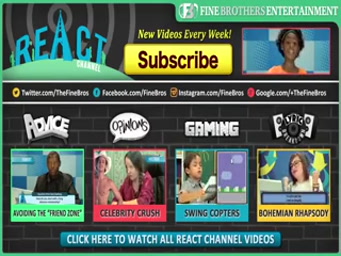 FINE BROTHERS ENTERTAINMENT
REACT
CHANNEL
New Videos Every Week!
Subscribe
Twitter.com/TheFineBros
Facebook.com/FineBros
Instagram.com/FineBros
Google.com/+TheFineBros
ADVICE
OPINIONS
GAMING
LYRIC
AVOIDING THE "FRIEND ZONE"
CELEBRITY CRUSH
SWING COPTERS
BOHEMIAN RHAPSODY
CLICK HERE TO WATCH ALL REACT CHANNEL VIDEOS